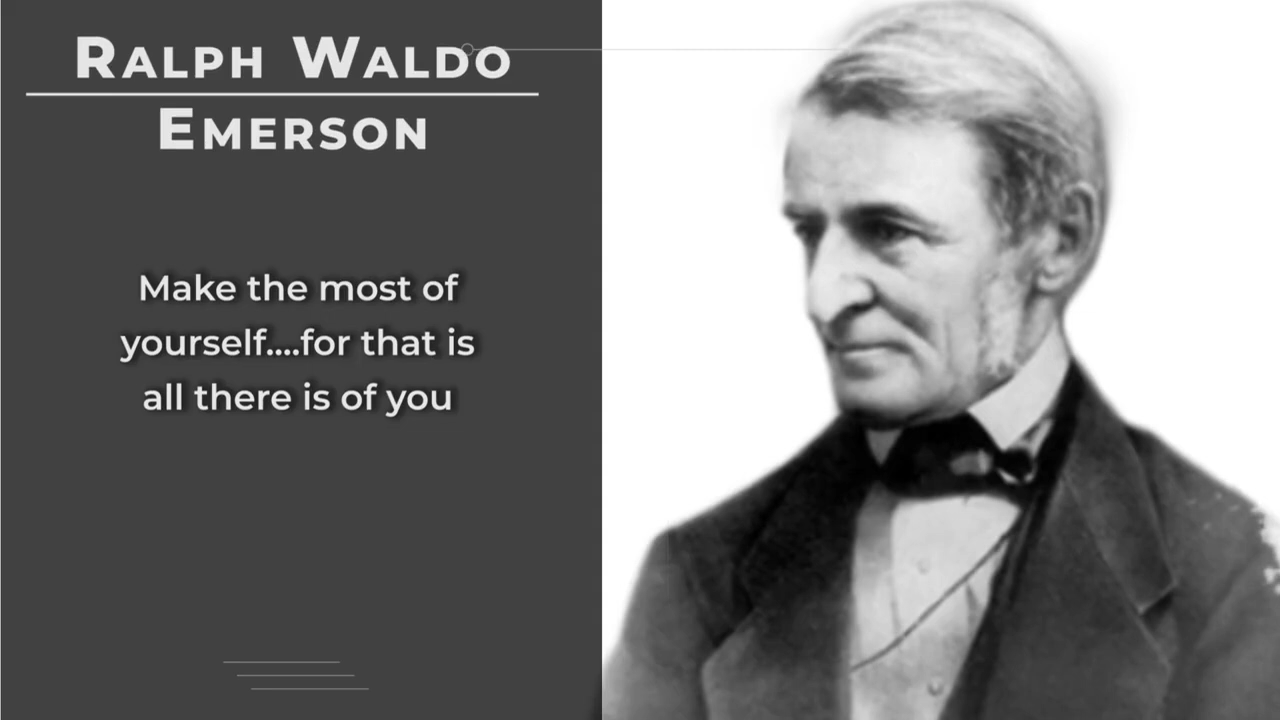 Ralph Waldo
Emerson
Make the most of
yourself....for that is
all there is of you